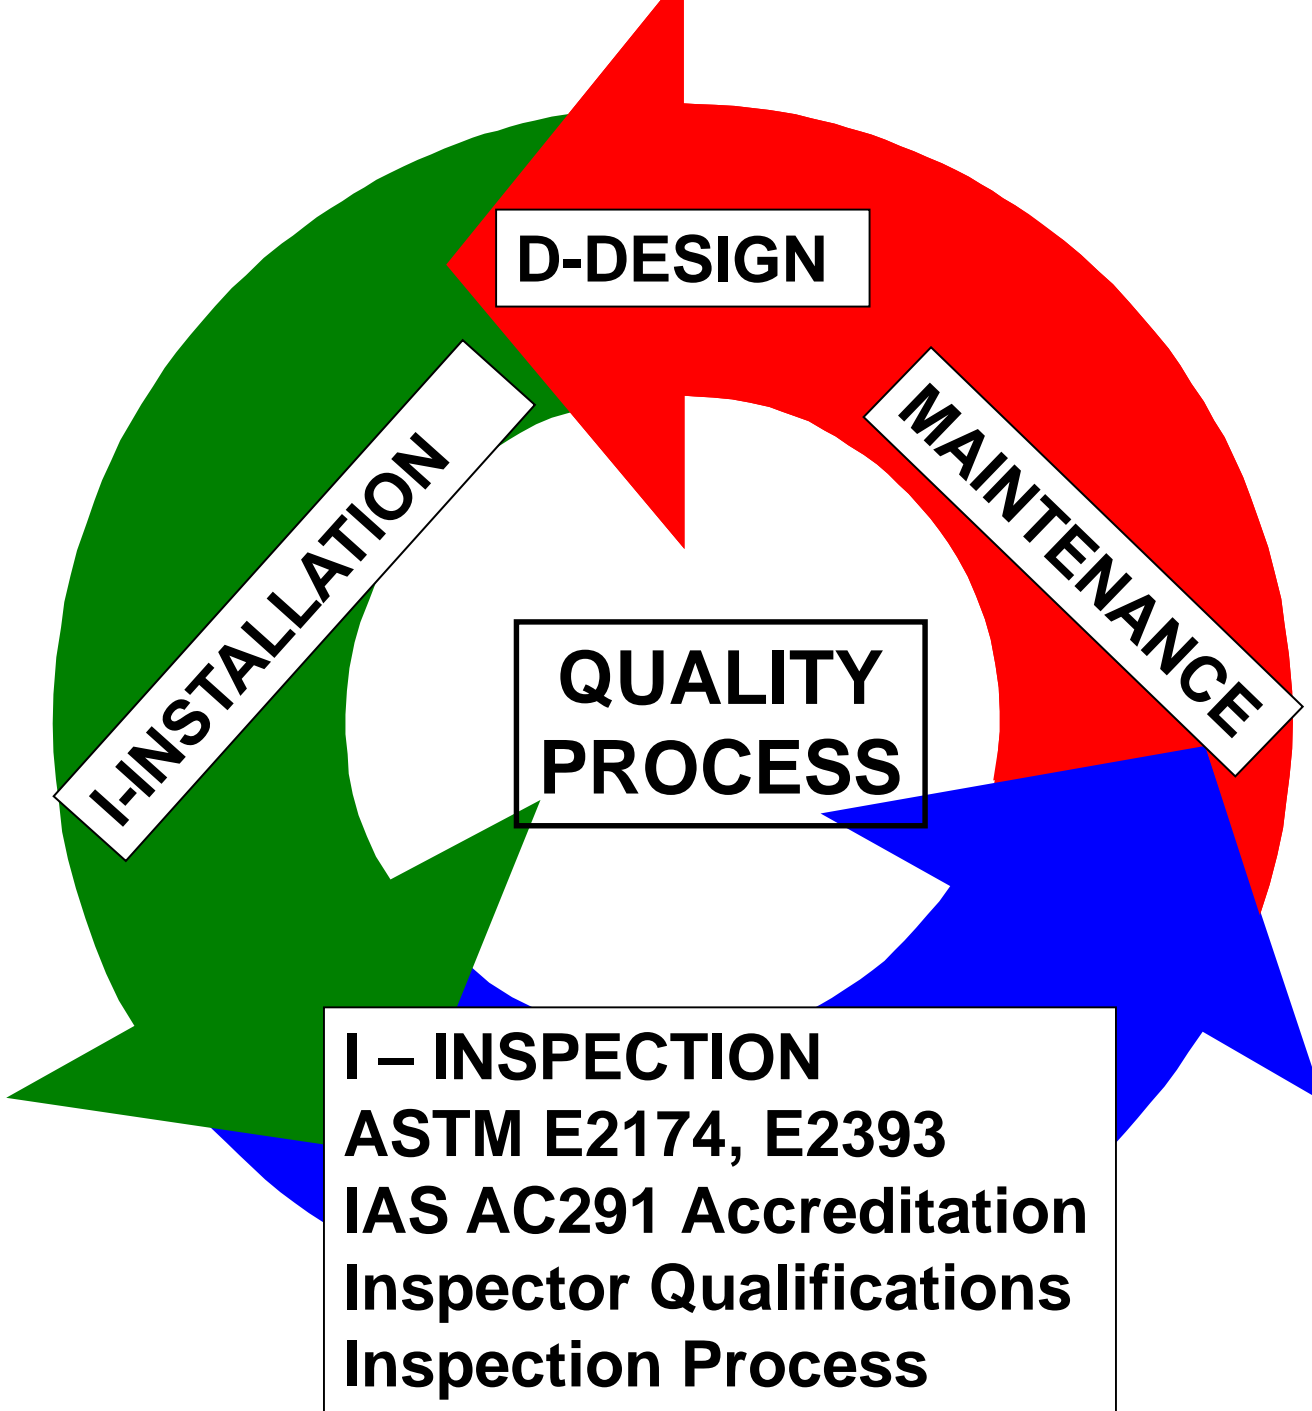 D-DESIGN
MAINTENANCE
I-INSTALLATION
QUALITY
PROCESS
I – INSPECTION
ASTM E2174, E2393
IAS AC291 Accreditation
Inspector Qualifications
Inspection Process